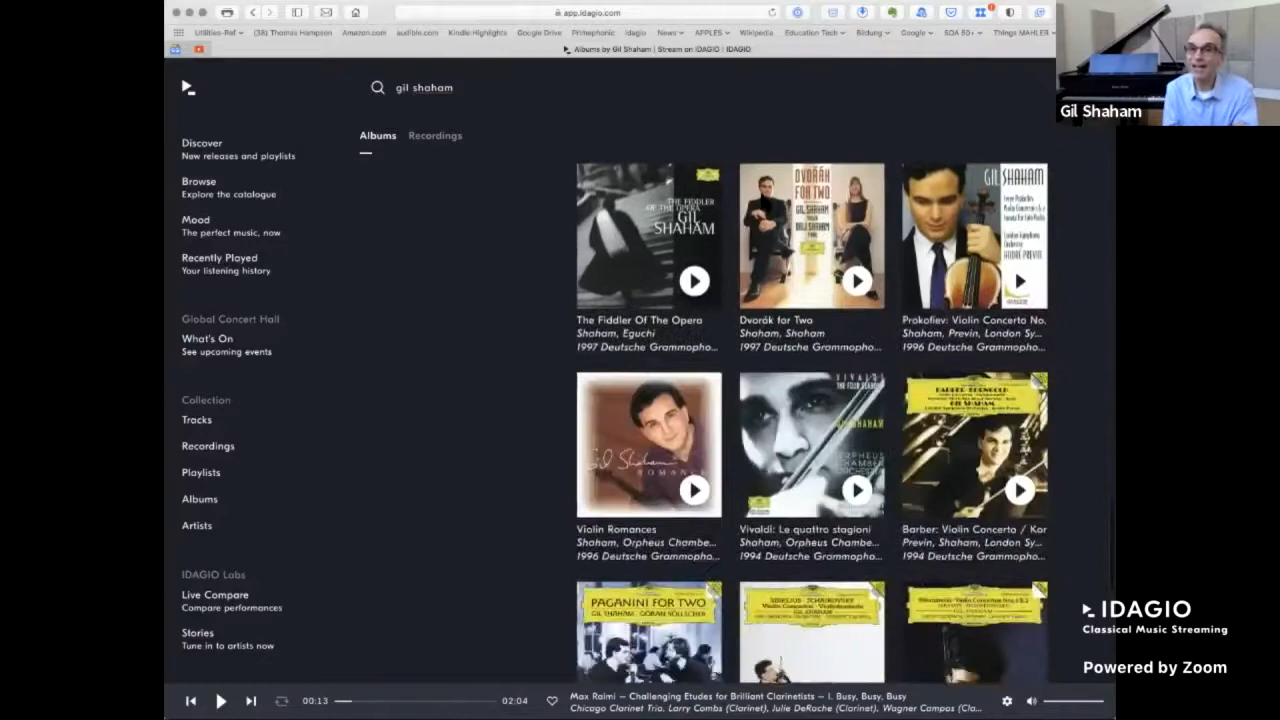 app.idagio.com
Utilities-Ref
(38) Thomas Hampson
Amazon.com
audible.com
Kindle Highlights
Google Drive
Primephonic
Idagio
News
APPLES
Wikipedia
Education Tech
Bildung
Google
SOA 80+
Things MAHLER
Albums by Gil Shaham | Stream on IDAGIO | IDAGIO
Gil Shaham
gil shaham
Albums
Recordings
Discover
New releases and playlists
Browse
Explore the catalogue
Mood
The perfect music, now
Recently Played
Your listening history
Global Concert Hall
What's On
See upcoming events
Collection
Tracks
Recordings
Playlists
Albums
Artists
IDAGIO Labs
Live Compare
Compare performances
Stories
Tune in to artists now
THE FIDDLER
OF THE OPERA
GIL
SHAHAM
The Fiddler Of The Opera
Shaham, Eguchi
1997 Deutsche Grammopho...
DVOŘÁK
FOR TWO
GIL SHAHAM
ORLI SHAHAM
Dvorák for Two
Shaham, Shaham
1997 Deutsche Grammopho...
GIL SHAHAM
London Symphony
Orchestra
ANDRÉ PREVIN
Prokofiev: Violin Concerto No.
Shaham, Previn, London Sy...
1996 Deutsche Grammopho...
Gil Shaham
ROMANCES
Violin Romances
Shaham, Orpheus Chambe...
1996 Deutsche Grammopho...
VIVALDI
THE FOUR SEASONS
GIL SHAHAM
ORPHEUS
CHAMBER
ORCHESTRA
Vivaldi: Le quattro stagioni
Shaham, Orpheus Chambe...
1994 Deutsche Grammopho...
BARBER · KORNGOLD
GIL SHAHAM
Barber: Violin Concerto / Kor
Previn, Shaham, London Sy...
1994 Deutsche Grammopho...
PAGANINI FOR TWO
GIL SHAHAM · GÖRAN SÖLLSCHER
SIBELIUS · TCHAIKOVSKY
GIL SHAHAM
IDAGIO
Classical Music Streaming
Powered by Zoom
00:13
02:04
Max Raimi – Challenging Etudes for Brilliant Clarinetists – I. Busy, Busy, Busy
Chicago Clarinet Trio, Larry Combs (Clarinet), Julie DeRoche (Clarinet), Wagner Campos (Cla...